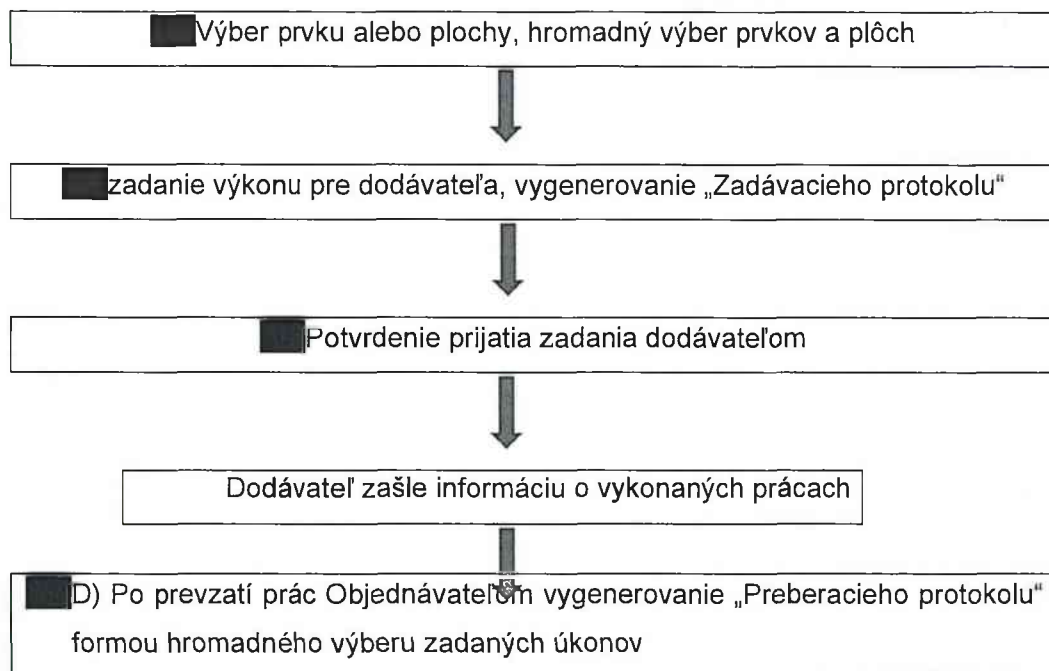 Výber prvku alebo plochy, hromadný výber prvkov a plôch
zadanie výkonu pre dodávateľa, vygenerovanie „Zadávacieho protokolu“
Potvrdenie prijatia zadania dodávateľom
Dodávateľ zašle informáciu o vykonaných prácach
D) Po prevzatí prác Objednávateľom vygenerovanie „Preberacieho protokolu“
formou hromadného výberu zadaných úkonov